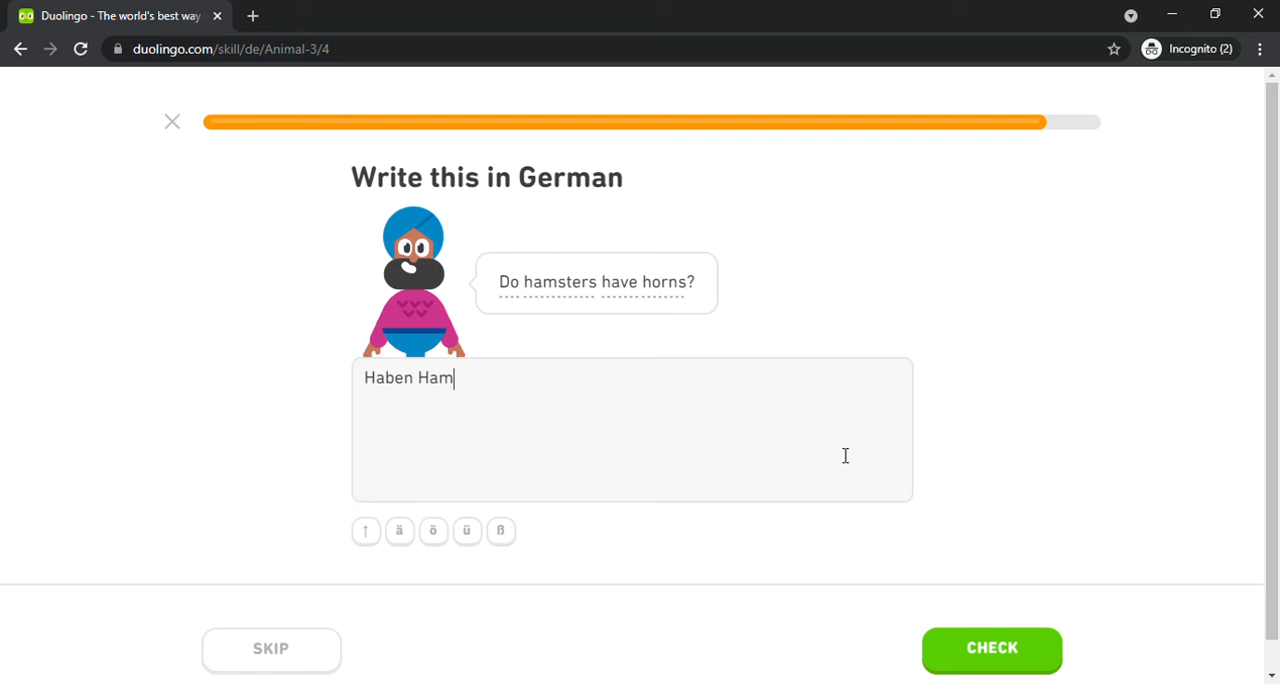 Duolingo - The world's best way
duolingo.com/skill/de/Animal-3/4
Incognito (2)
Write this in German
Do hamsters have horns?
Haben Ham
↑ ä ö ü ß
SKIP
CHECK